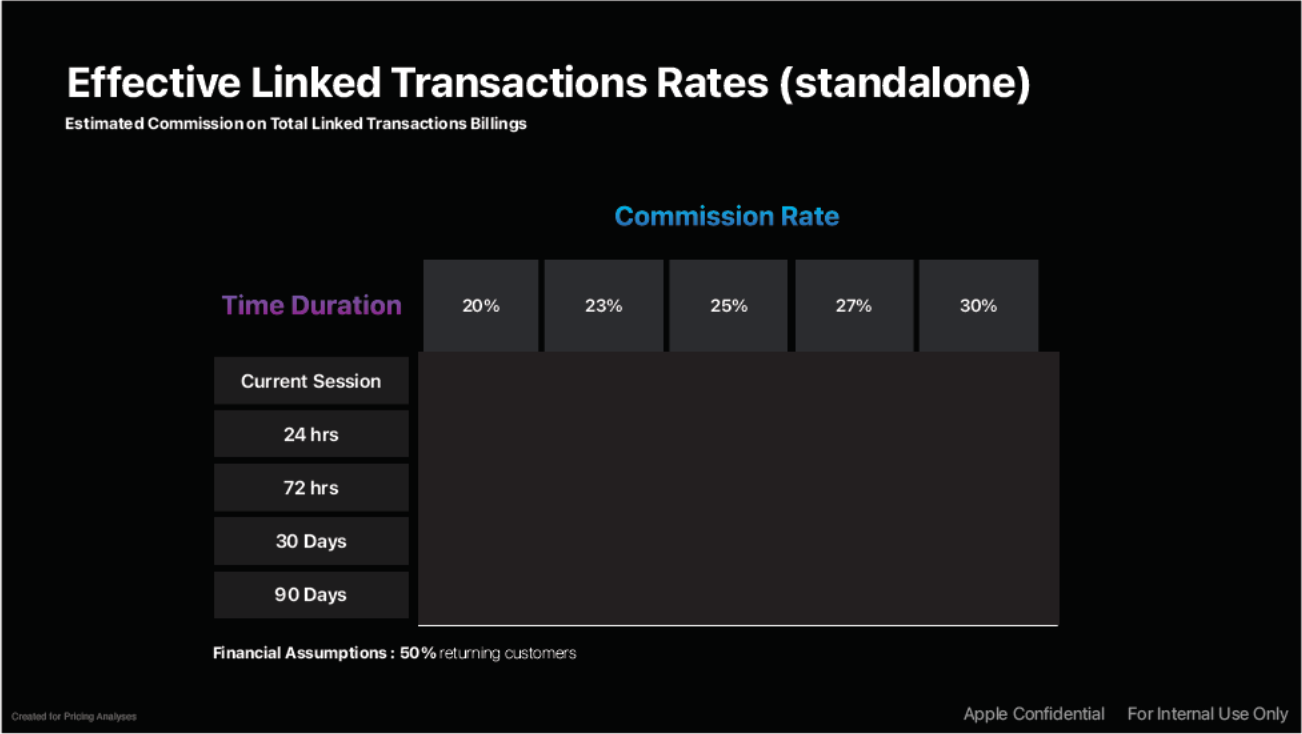 Effective Linked Transactions Rates (standalone)
Estimated Commission on Total Linked Transactions Billings
Commission Rate
Time Duration
20% 23% 25% 27% 30%
Current Session
24 hrs
72 hrs
30 Days
90 Days
Financial Assumptions : 50% returning customers
Created for Pricing Analyses
Apple Confidential For Internal Use Only